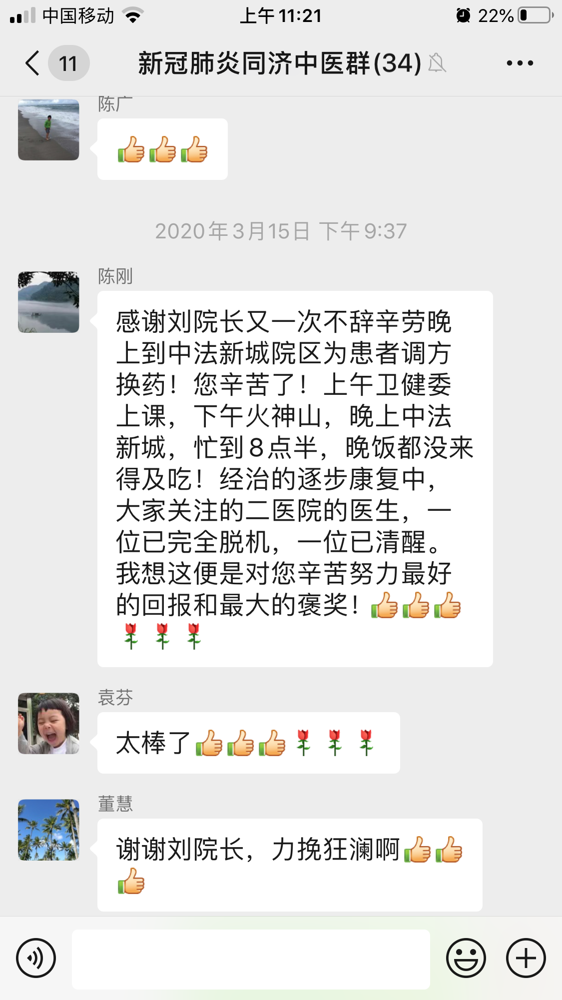 中国移动
上午 11:21
22%
11
新冠肺炎同济中医群(34)
陈广
👍👍👍
2020年3月15日 下午 9:37
陈刚
感谢刘院长又一次不辞辛劳晚
上到中法新城院区为患者调方
换药！您辛苦了！上午卫健委
上课，下午火神山，晚上中法
新城，忙到8点半，晚饭都没来
得及吃！经治的逐步康复中，
大家关注的二医院的医生，一
位已完全脱机，一位已清醒。
我想这便是对您辛苦努力最好
的回报和最大的褒奖！👍👍👍
🌹🌹🌹
袁芬
太棒了👍👍👍🌹🌹🌹
董慧
谢谢刘院长，力挽狂澜啊👍👍
👍